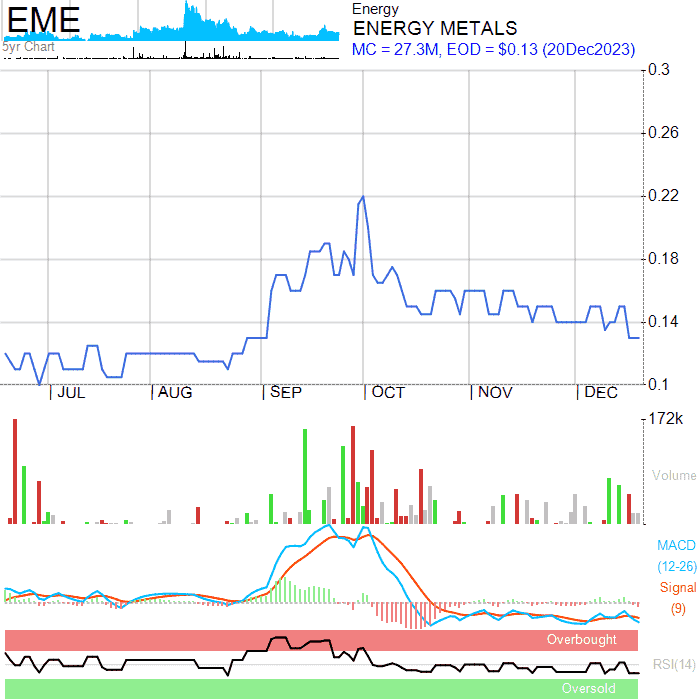 EME
5yr Chart
Energy
ENERGY METALS
MC = 27.3M, EOD = $0.13 (20Dec2023)
0.3
0.26
0.22
0.18
0.14
0.1
JUL AUG SEP OCT NOV DEC
172k
Volume
MACD
(12-26)
Signal
(9)
Overbought
RSI(14)
Oversold